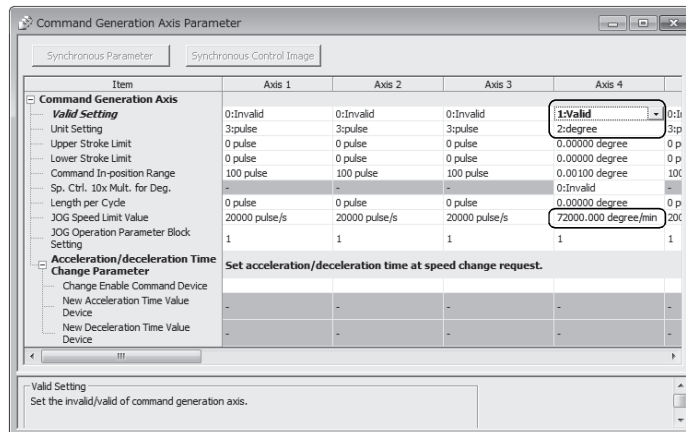 Command Generation Axis Parameter
Synchronous Parameter Synchronous Control Image
Item Axis 1 Axis 2 Axis 3 Axis 4
Command Generation Axis
Valid Setting 0:Invalid 0:Invalid 0:Invalid 1:Valid
Unit Setting 3:pulse 3:pulse 3:pulse 2:degree
Upper Stroke Limit 0 pulse 0 pulse 0 pulse 0.00000 degree
Lower Stroke Limit 0 pulse 0 pulse 0 pulse 0.00000 degree
Command In-position Range 100 pulse 100 pulse 100 pulse 0.00100 degree
Sp. Ctrl. 10x Mult. for Deg. - - - 0:Invalid
Length per Cycle 0 pulse 0 pulse 0 pulse 0.00000 degree
JOG Speed Limit Value 20000 pulse/s 20000 pulse/s 20000 pulse/s 72000.000 degree/min
JOG Operation Parameter Block
Setting 1 1 1 1
Acceleration/deceleration Time
Change Parameter Set acceleration/deceleration time at speed change request.
Change Enable Command Device
New Acceleration Time Value
Device - - - -
New Deceleration Time Value
Device - - - -
Valid Setting
Set the invalid/valid of command generation axis.